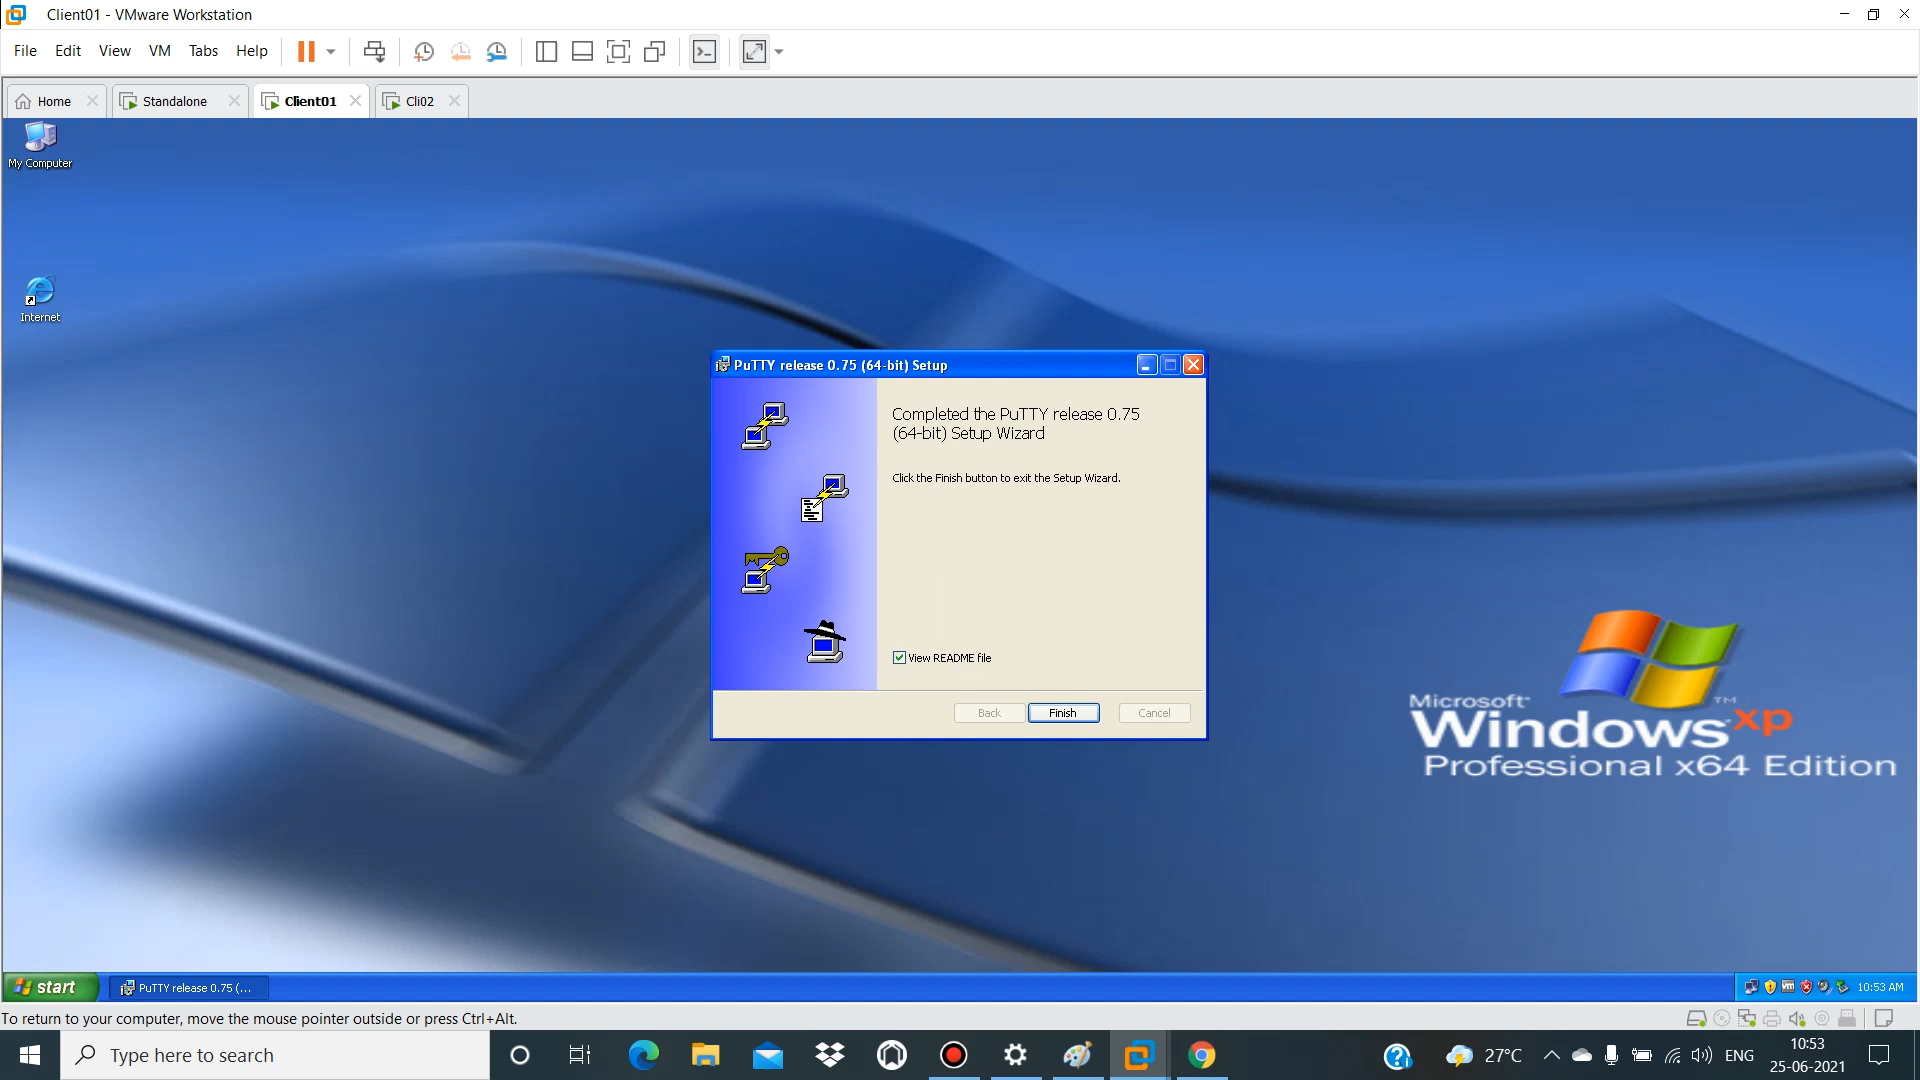 Client01 - VMware Workstation
File Edit View VM Tabs Help
Home Standalone Client01 Cli02
My Computer
Internet
PuTTY release 0.75 (64-bit) Setup
Completed the PuTTY release 0.75
(64-bit) Setup Wizard
Click the Finish button to exit the Setup Wizard.
View README file
Back Finish Cancel
Microsoft
Windows xp TM
Professional x64 Edition
start PuTTY release 0.75 (... 10:53 AM
To return to your computer, move the mouse pointer outside or press Ctrl+Alt.
Type here to search 27°C ENG 10:53
25-06-2021